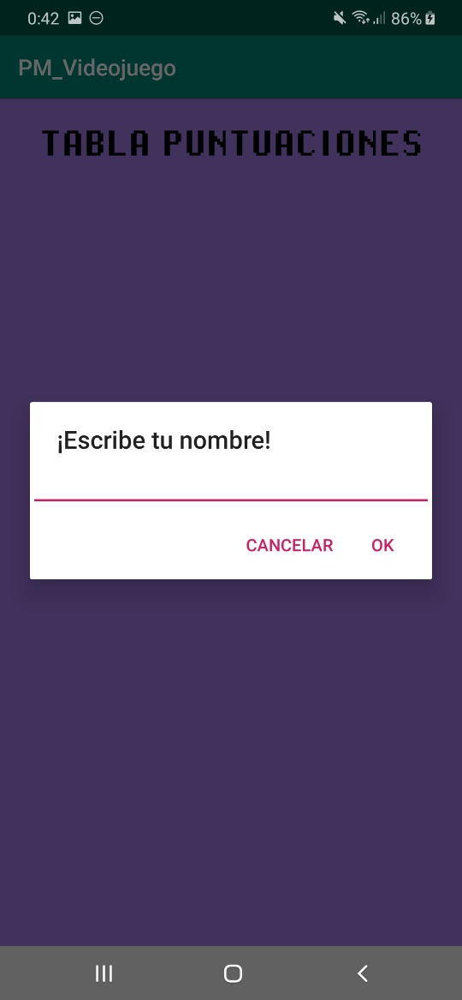 0:42 86%
PM_Videojuego
TABLA PUNTUACIONES
¡Escribe tu nombre!
CANCELAR OK